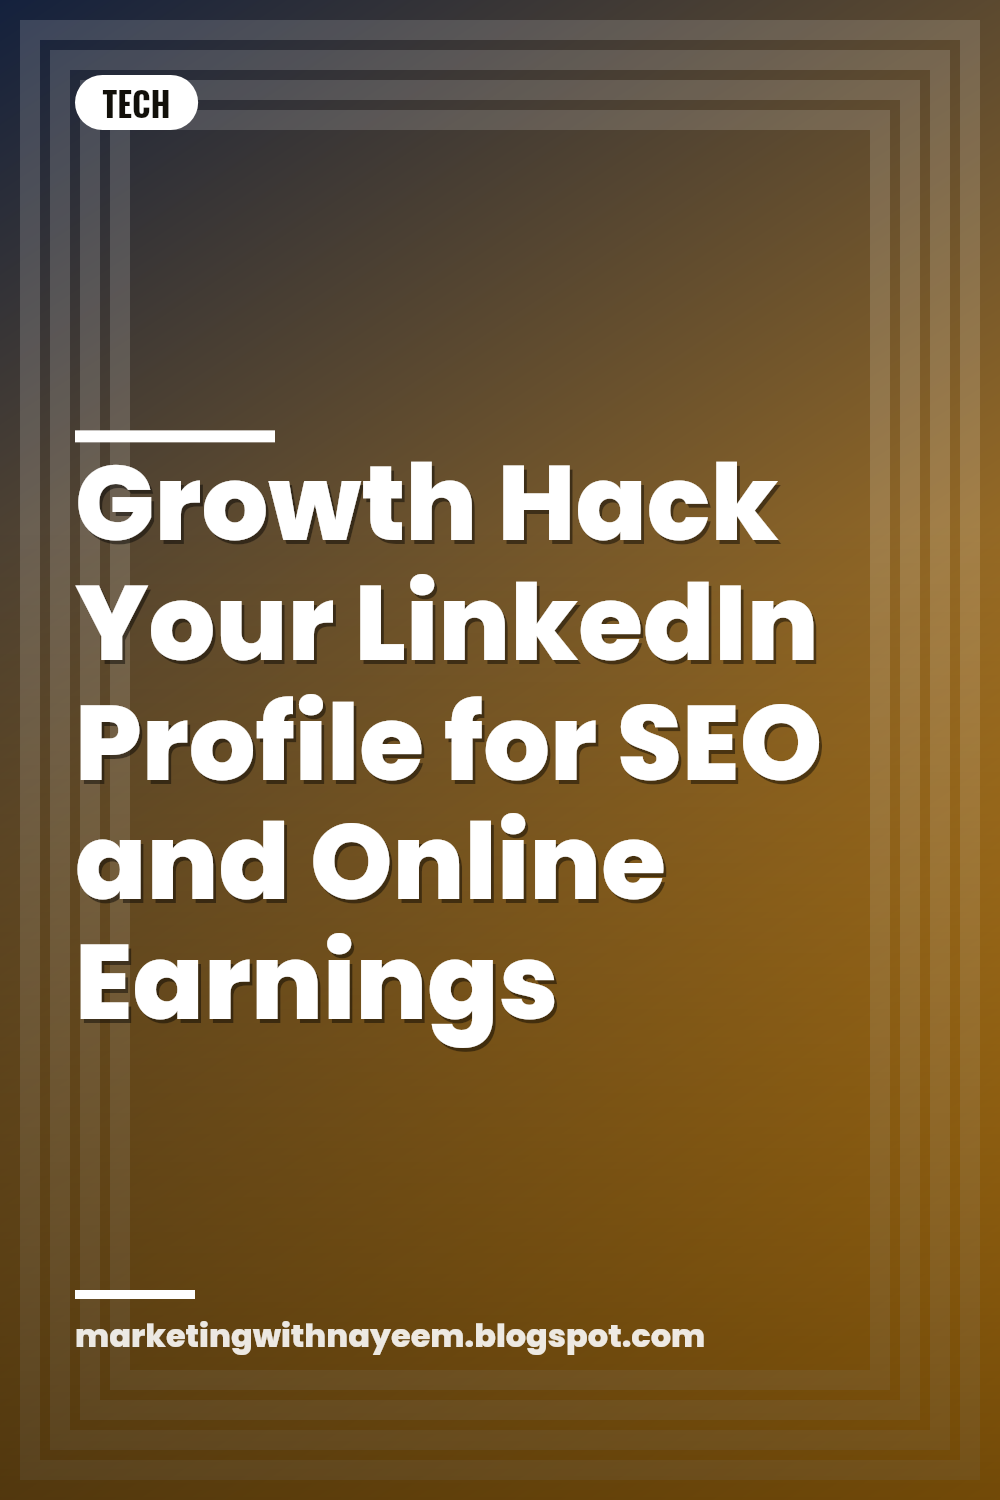 TECH
Growth Hack
Your LinkedIn
Profile for SEO
and Online
Earnings
marketingwithnayeem.blogspot.com